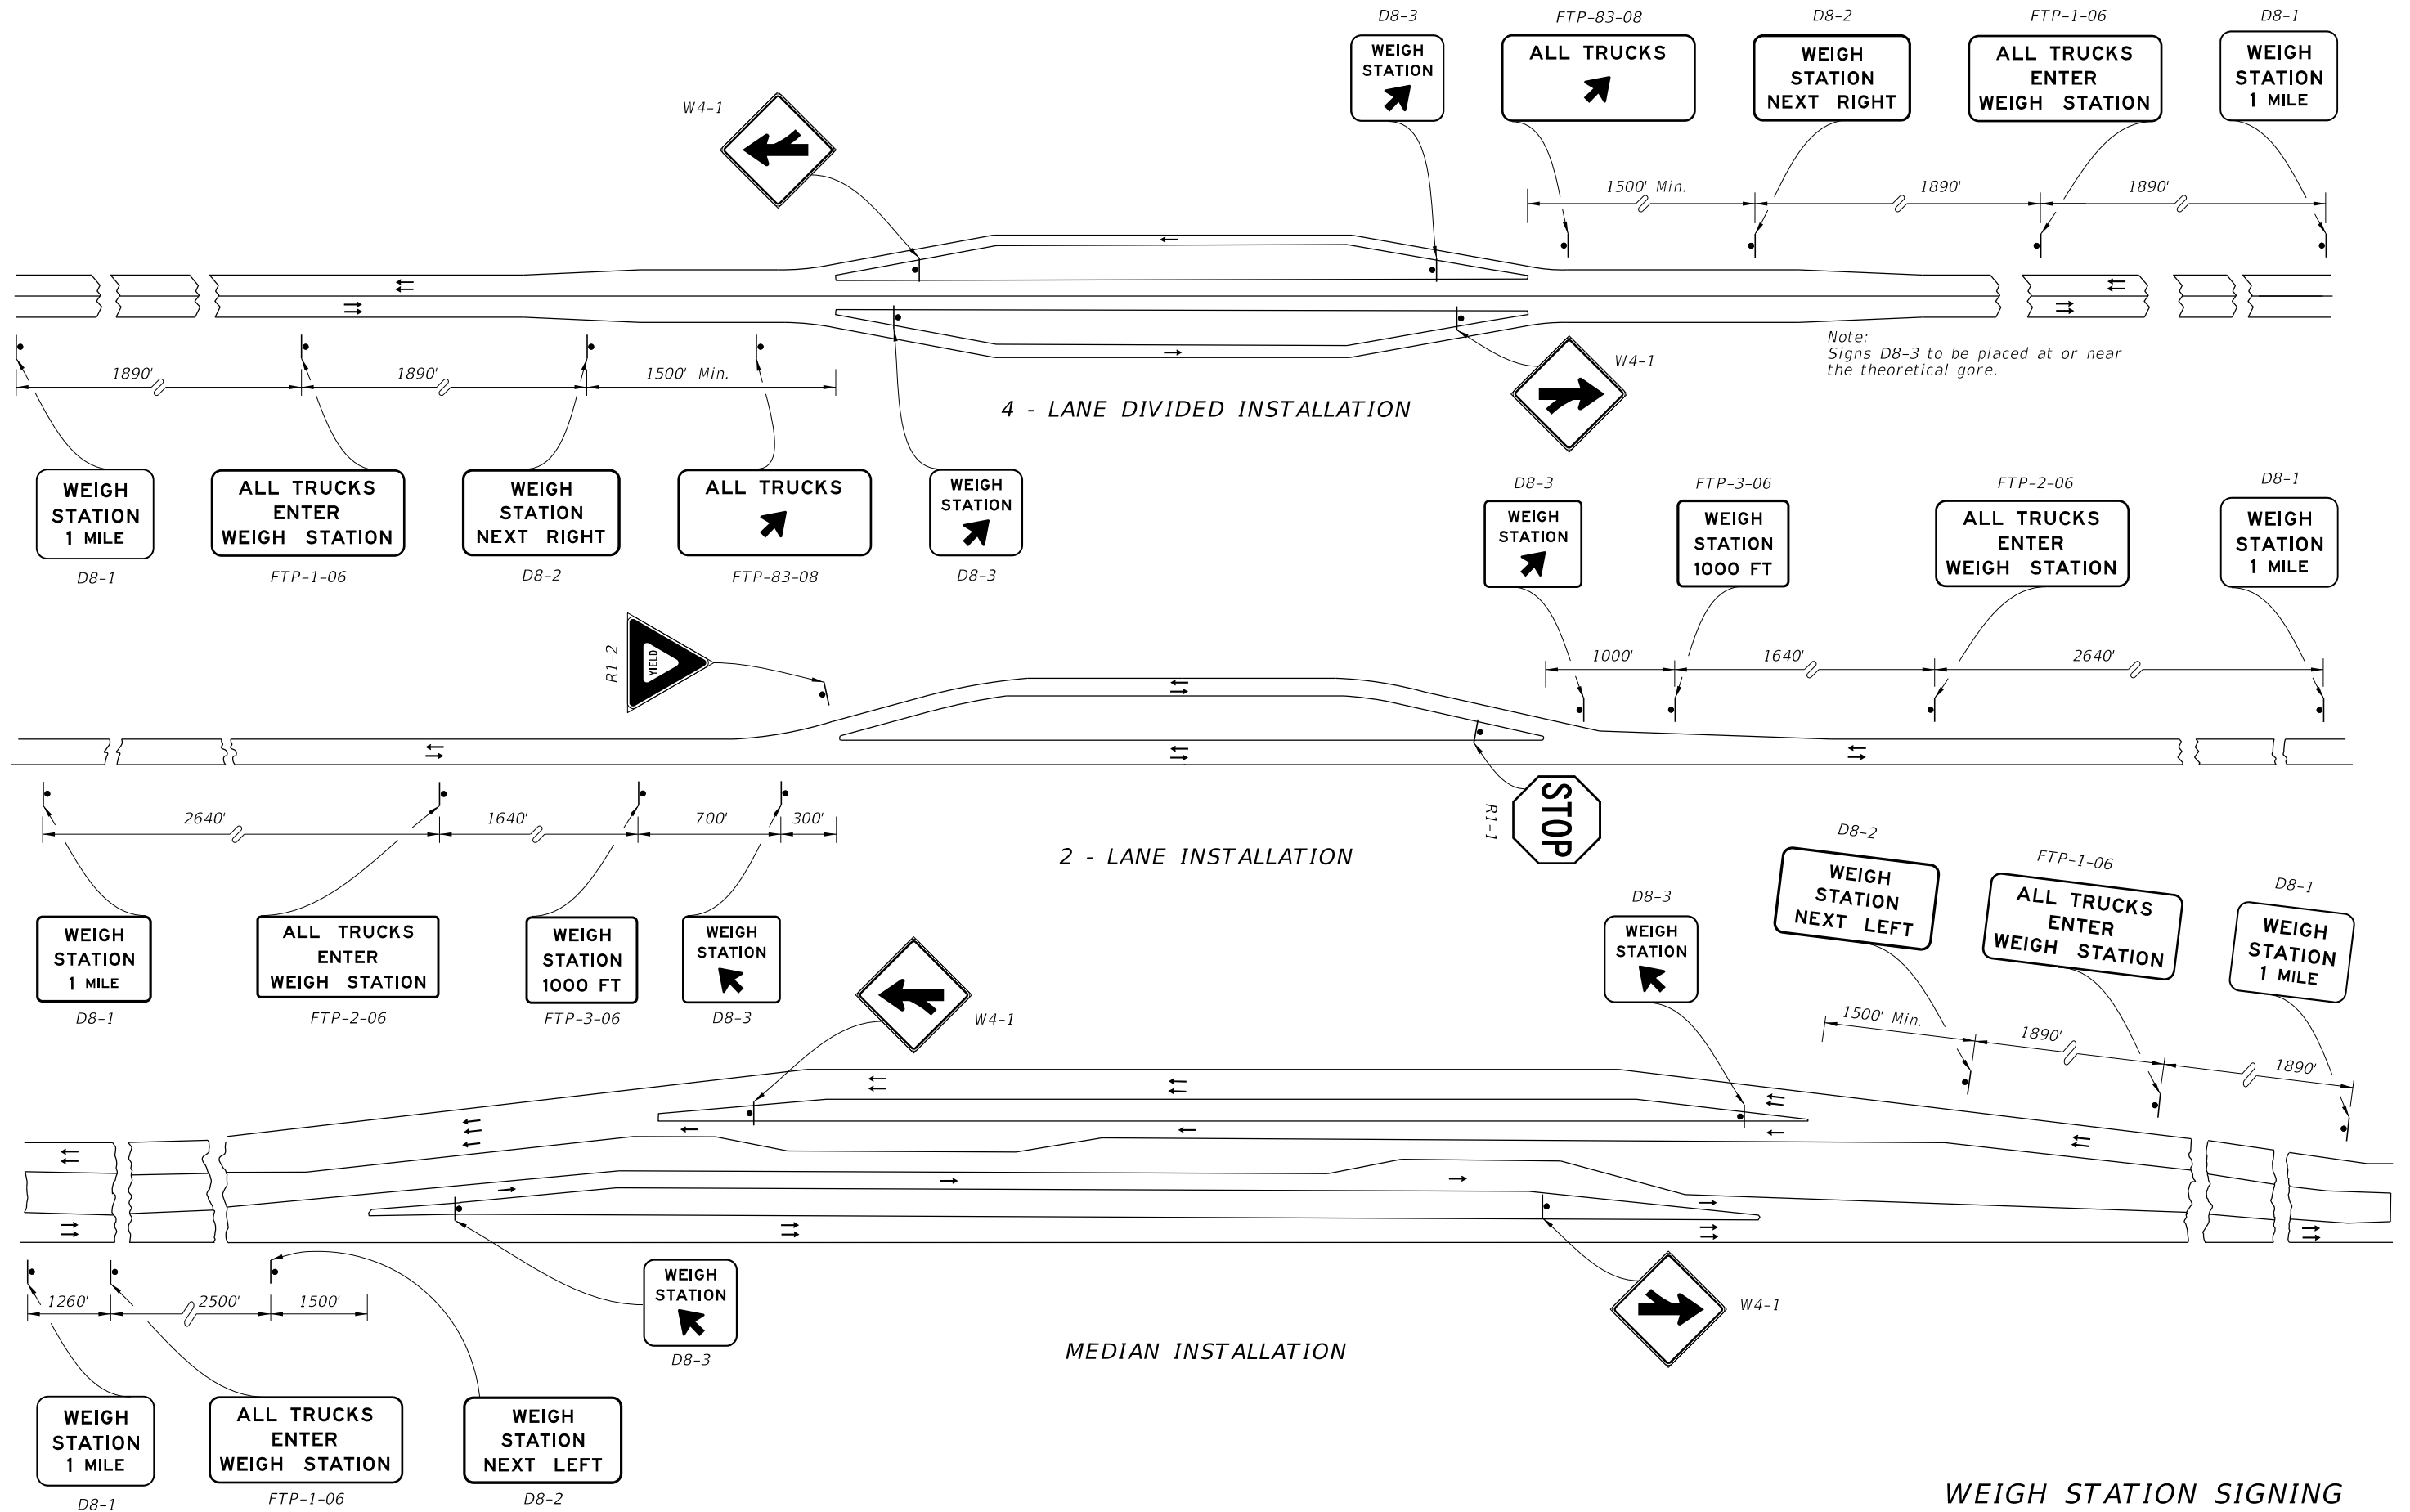 D8-3
FTP-83-08
D8-2
FTP-1-06
D8-1
WEIGH
STATION
ALL TRUCKS
WEIGH
STATION
NEXT RIGHT
ALL TRUCKS
ENTER
WEIGH STATION
WEIGH
STATION
1 MILE
W4-1
1500' Min.
1890'
1890'
Note:
Signs D8-3 to be placed at or near
the theoretical gore.
W4-1
1890'
1890'
1500' Min.
4 - LANE DIVIDED INSTALLATION
WEIGH
STATION
1 MILE
ALL TRUCKS
ENTER
WEIGH STATION
WEIGH
STATION
NEXT RIGHT
ALL TRUCKS
WEIGH
STATION
D8-1
FTP-1-06
D8-2
FTP-83-08
D8-3
D8-3
FTP-3-06
FTP-2-06
D8-1
WEIGH
STATION
WEIGH
STATION
1000 FT
ALL TRUCKS
ENTER
WEIGH STATION
WEIGH
STATION
1 MILE
R1-2
YIELD
1000'
1640'
2640'
2640'
1640'
700'
300'
R1-1
STOP
2 - LANE INSTALLATION
WEIGH
STATION
1 MILE
ALL TRUCKS
ENTER
WEIGH STATION
WEIGH
STATION
1000 FT
WEIGH
STATION
D8-1
FTP-2-06
FTP-3-06
D8-3
W4-1
D8-3
D8-2
FTP-1-06
D8-1
WEIGH
STATION
WEIGH
STATION
NEXT LEFT
ALL TRUCKS
ENTER
WEIGH STATION
WEIGH
STATION
1 MILE
1500' Min.
1890'
1890'
1260'
2500'
1500'
WEIGH
STATION
D8-3
W4-1
MEDIAN INSTALLATION
WEIGH
STATION
1 MILE
ALL TRUCKS
ENTER
WEIGH STATION
WEIGH
STATION
NEXT LEFT
D8-1
FTP-1-06
D8-2
WEIGH STATION SIGNING